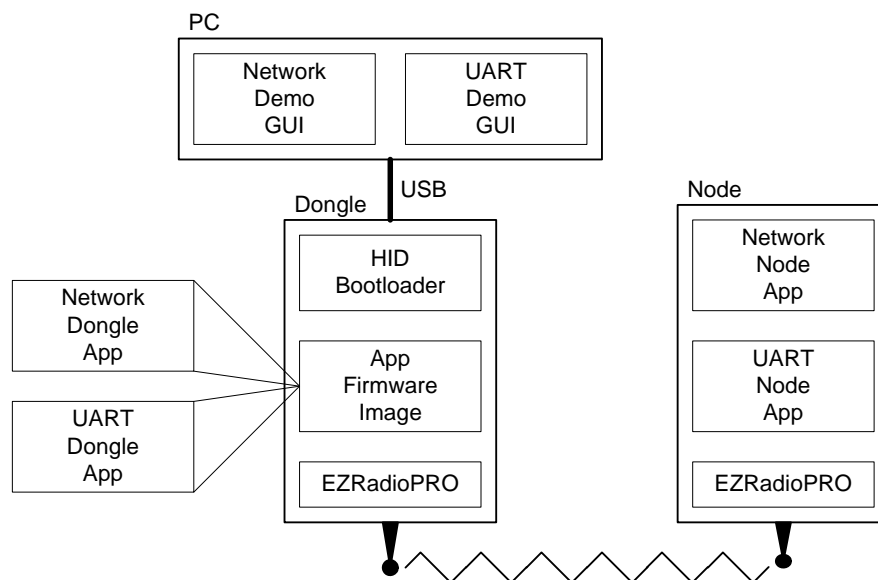 PC
Network
Demo
GUI
UART
Demo
GUI
USB
Dongle
HID
Bootloader
App
Firmware
Image
EZRadioPRO
Network
Dongle
App
UART
Dongle
App
Node
Network
Node
App
UART
Node
App
EZRadioPRO